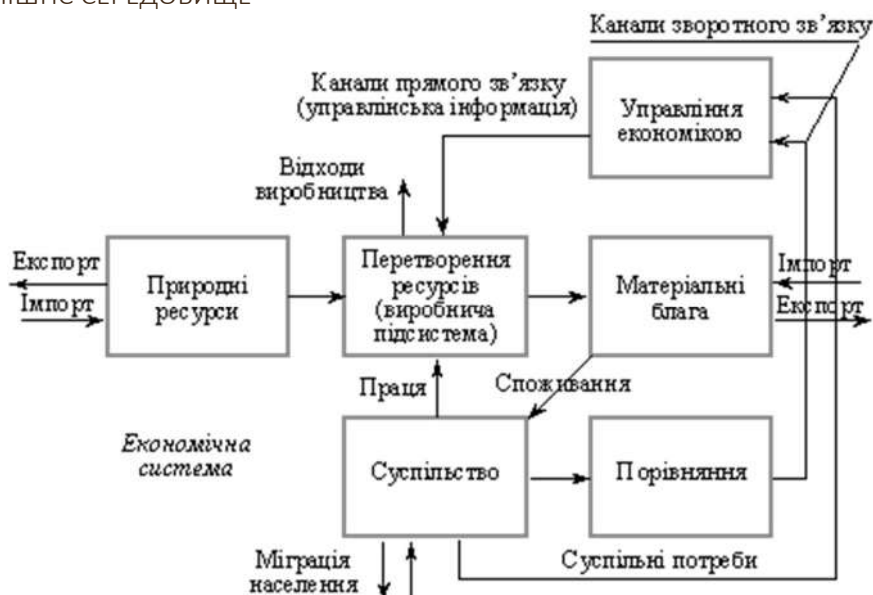 СЕРЕДОВИЩЕ
Канали зворотного зв’язку
Канали прямого зв’язку
(управлінська інформація)
Управління
економікою
Відходи
виробництва
Експорт
Імпорт
Природні
ресурси
Перетворення
ресурсів
(виробнича
підсистема)
Матеріальні
блага
Імпорт
Експорт
Праця
Споживання
Економічна
система
Суспільство
Порівняння
Міграція
населення
Суспільні потреби